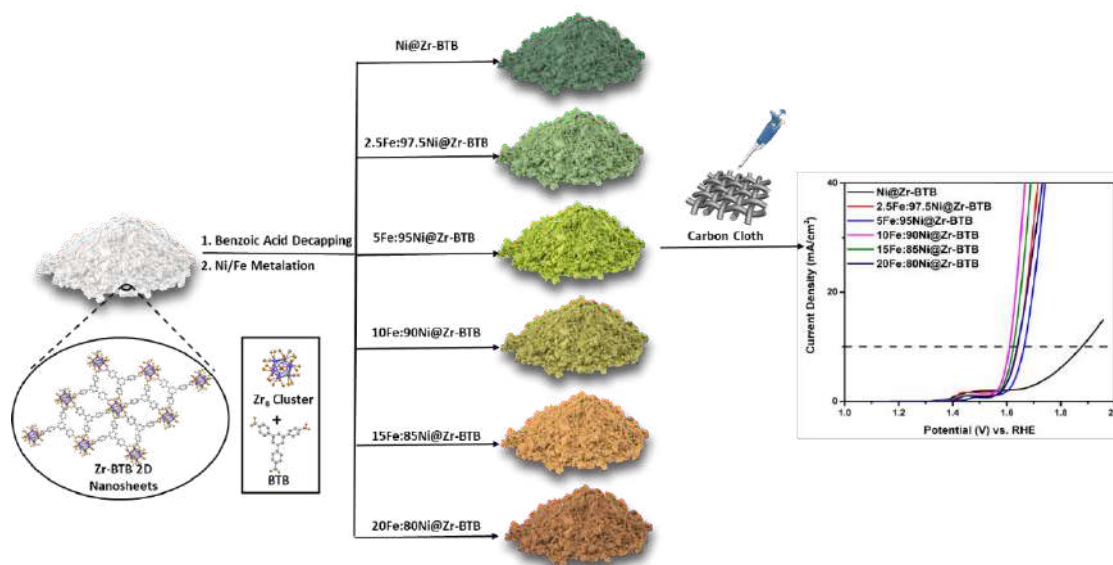 Ni@Zr-BTB
2.5Fe:97.5Ni@Zr-BTB
5Fe:95Ni@Zr-BTB
10Fe:90Ni@Zr-BTB
15Fe:85Ni@Zr-BTB
20Fe:80Ni@Zr-BTB
1. Benzoic Acid Decapping
2. Ni/Fe Metalation
Zr-BTB 2D
Nanosheets
Zr₆ Cluster
+
BTB
Carbon Cloth
Current Density (mA/cm²)
40
20
0
Ni@Zr-BTB
2.5Fe:97.5Ni@Zr-BTB
5Fe:95Ni@Zr-BTB
10Fe:90Ni@Zr-BTB
15Fe:85Ni@Zr-BTB
20Fe:80Ni@Zr-BTB
1.0 1.2 1.4 1.6 1.8
Potential (V) vs. RHE